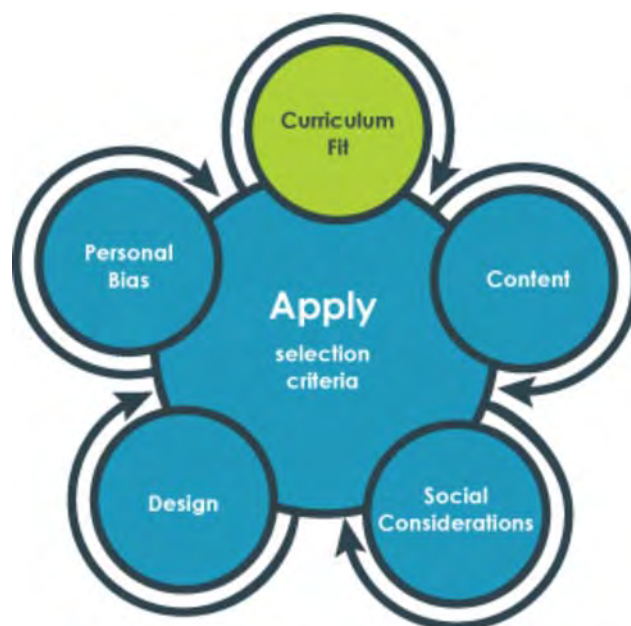 Curriculum
Fit
Personal
Bias
Content
Apply
selection
criteria
Design
Social
Considerations